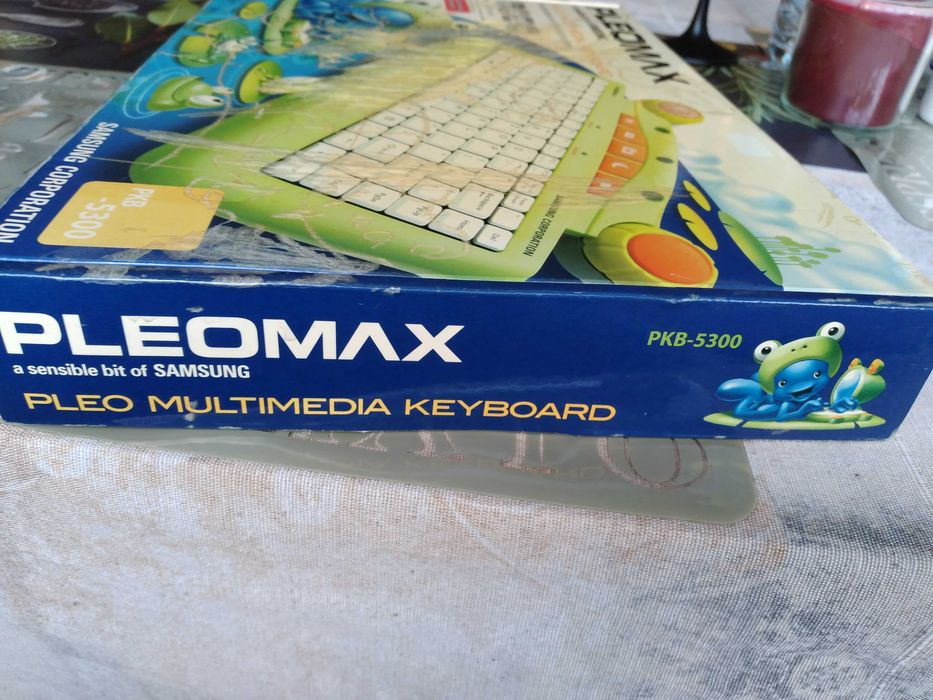 PLEOMAX
SAMSUNG CORPORATION
PKB
-5300
SAMSUNG CORPORATION
PLEOMAX
a sensible bit of SAMSUNG
PLEO MULTIMEDIA KEYBOARD
PKB-5300